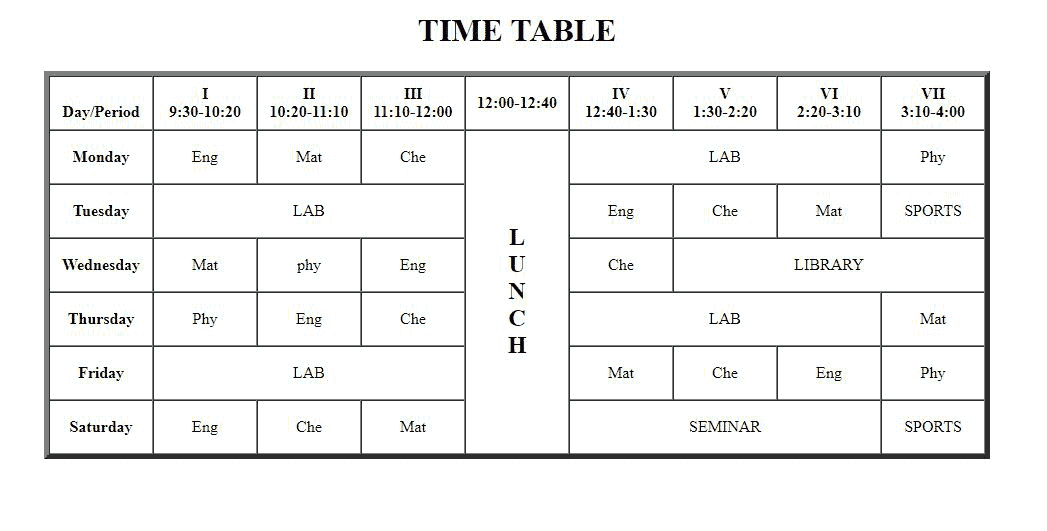 TIME TABLE
Day/Period I 9:30-10:20 II 10:20-11:10 III 11:10-12:00 12:00-12:40 IV 12:40-1:30 V 1:30-2:20 VI 2:20-3:10 VII 3:10-4:00
Monday Eng Mat Che LUNCH LAB Phy
Tuesday LAB Eng Che Mat SPORTS
Wednesday Mat phy Eng Che LIBRARY
Thursday Phy Eng Che LAB Mat
Friday LAB Mat Che Eng Phy
Saturday Eng Che Mat SEMINAR SPORTS